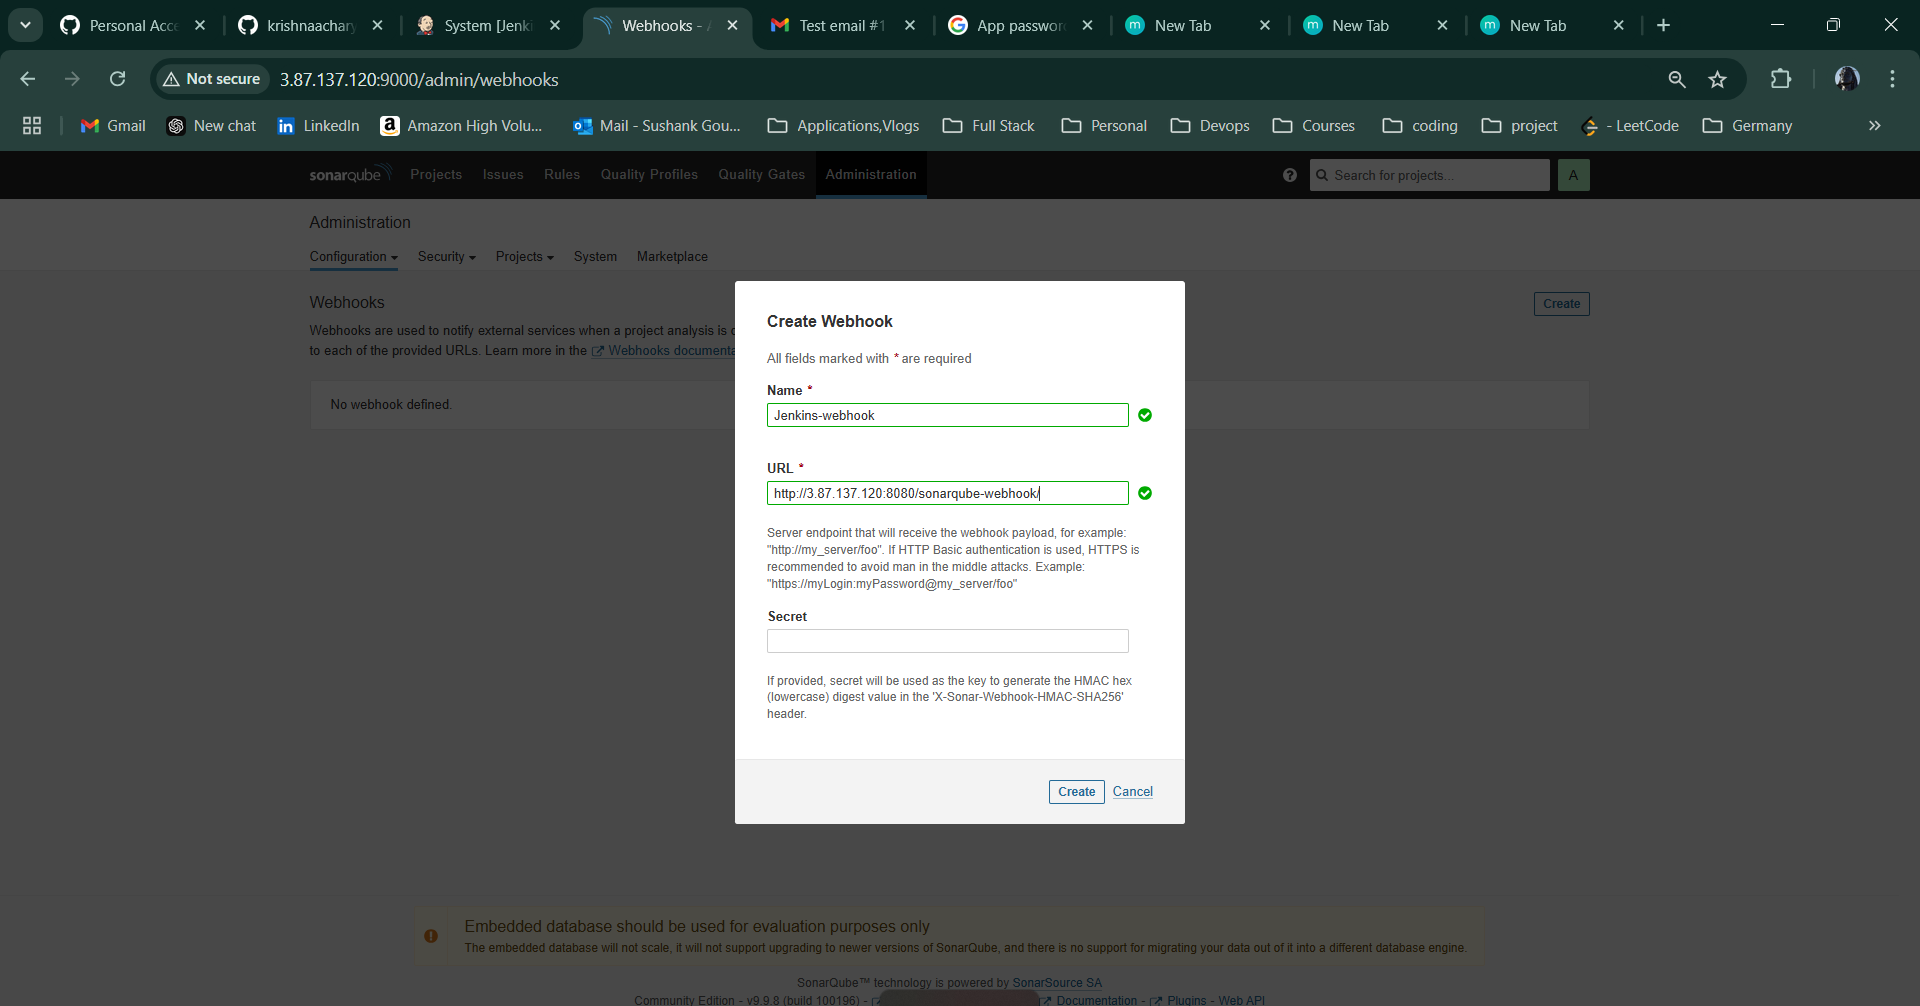 Personal Acce
krishnaachary
System [Jenki
Webhooks - A
Test email #1
App passwor
New Tab
New Tab
New Tab
Not secure
3.87.137.120:9000/admin/webhooks
Gmail
New chat
LinkedIn
Amazon High Volu...
Mail - Sushank Gou...
Applications,Vlogs
Full Stack
Personal
Devops
Courses
coding
project
- LeetCode
Germany
sonarqube
Projects
Issues
Rules
Quality Profiles
Quality Gates
Administration
Search for projects...
A
Administration
Configuration
Security
Projects
System
Marketplace
Webhooks
Create
Webhooks are used to notify external services when a project analysis is
to each of the provided URLs. Learn more in the Webhooks documenta
No webhook defined.
Create Webhook
All fields marked with * are required
Name *
Jenkins-webhook
URL *
http://3.87.137.120:8080/sonarqube-webhook/
Server endpoint that will receive the webhook payload, for example:
"http://my_server/foo". If HTTP Basic authentication is used, HTTPS is
recommended to avoid man in the middle attacks. Example:
"https://myLogin:myPassword@my_server/foo"
Secret
If provided, secret will be used as the key to generate the HMAC hex
(lowercase) digest value in the 'X-Sonar-Webhook-HMAC-SHA256'
header.
Create
Cancel
Embedded database should be used for evaluation purposes only
The embedded database will not scale, it will not support upgrading to newer versions of SonarQube, and there is no support for migrating your data out of it into a different database engine.
SonarQube™ technology is powered by SonarSource SA
Community Edition - v9.9.8 (build 100196) -
Documentation - Plugins - Web API